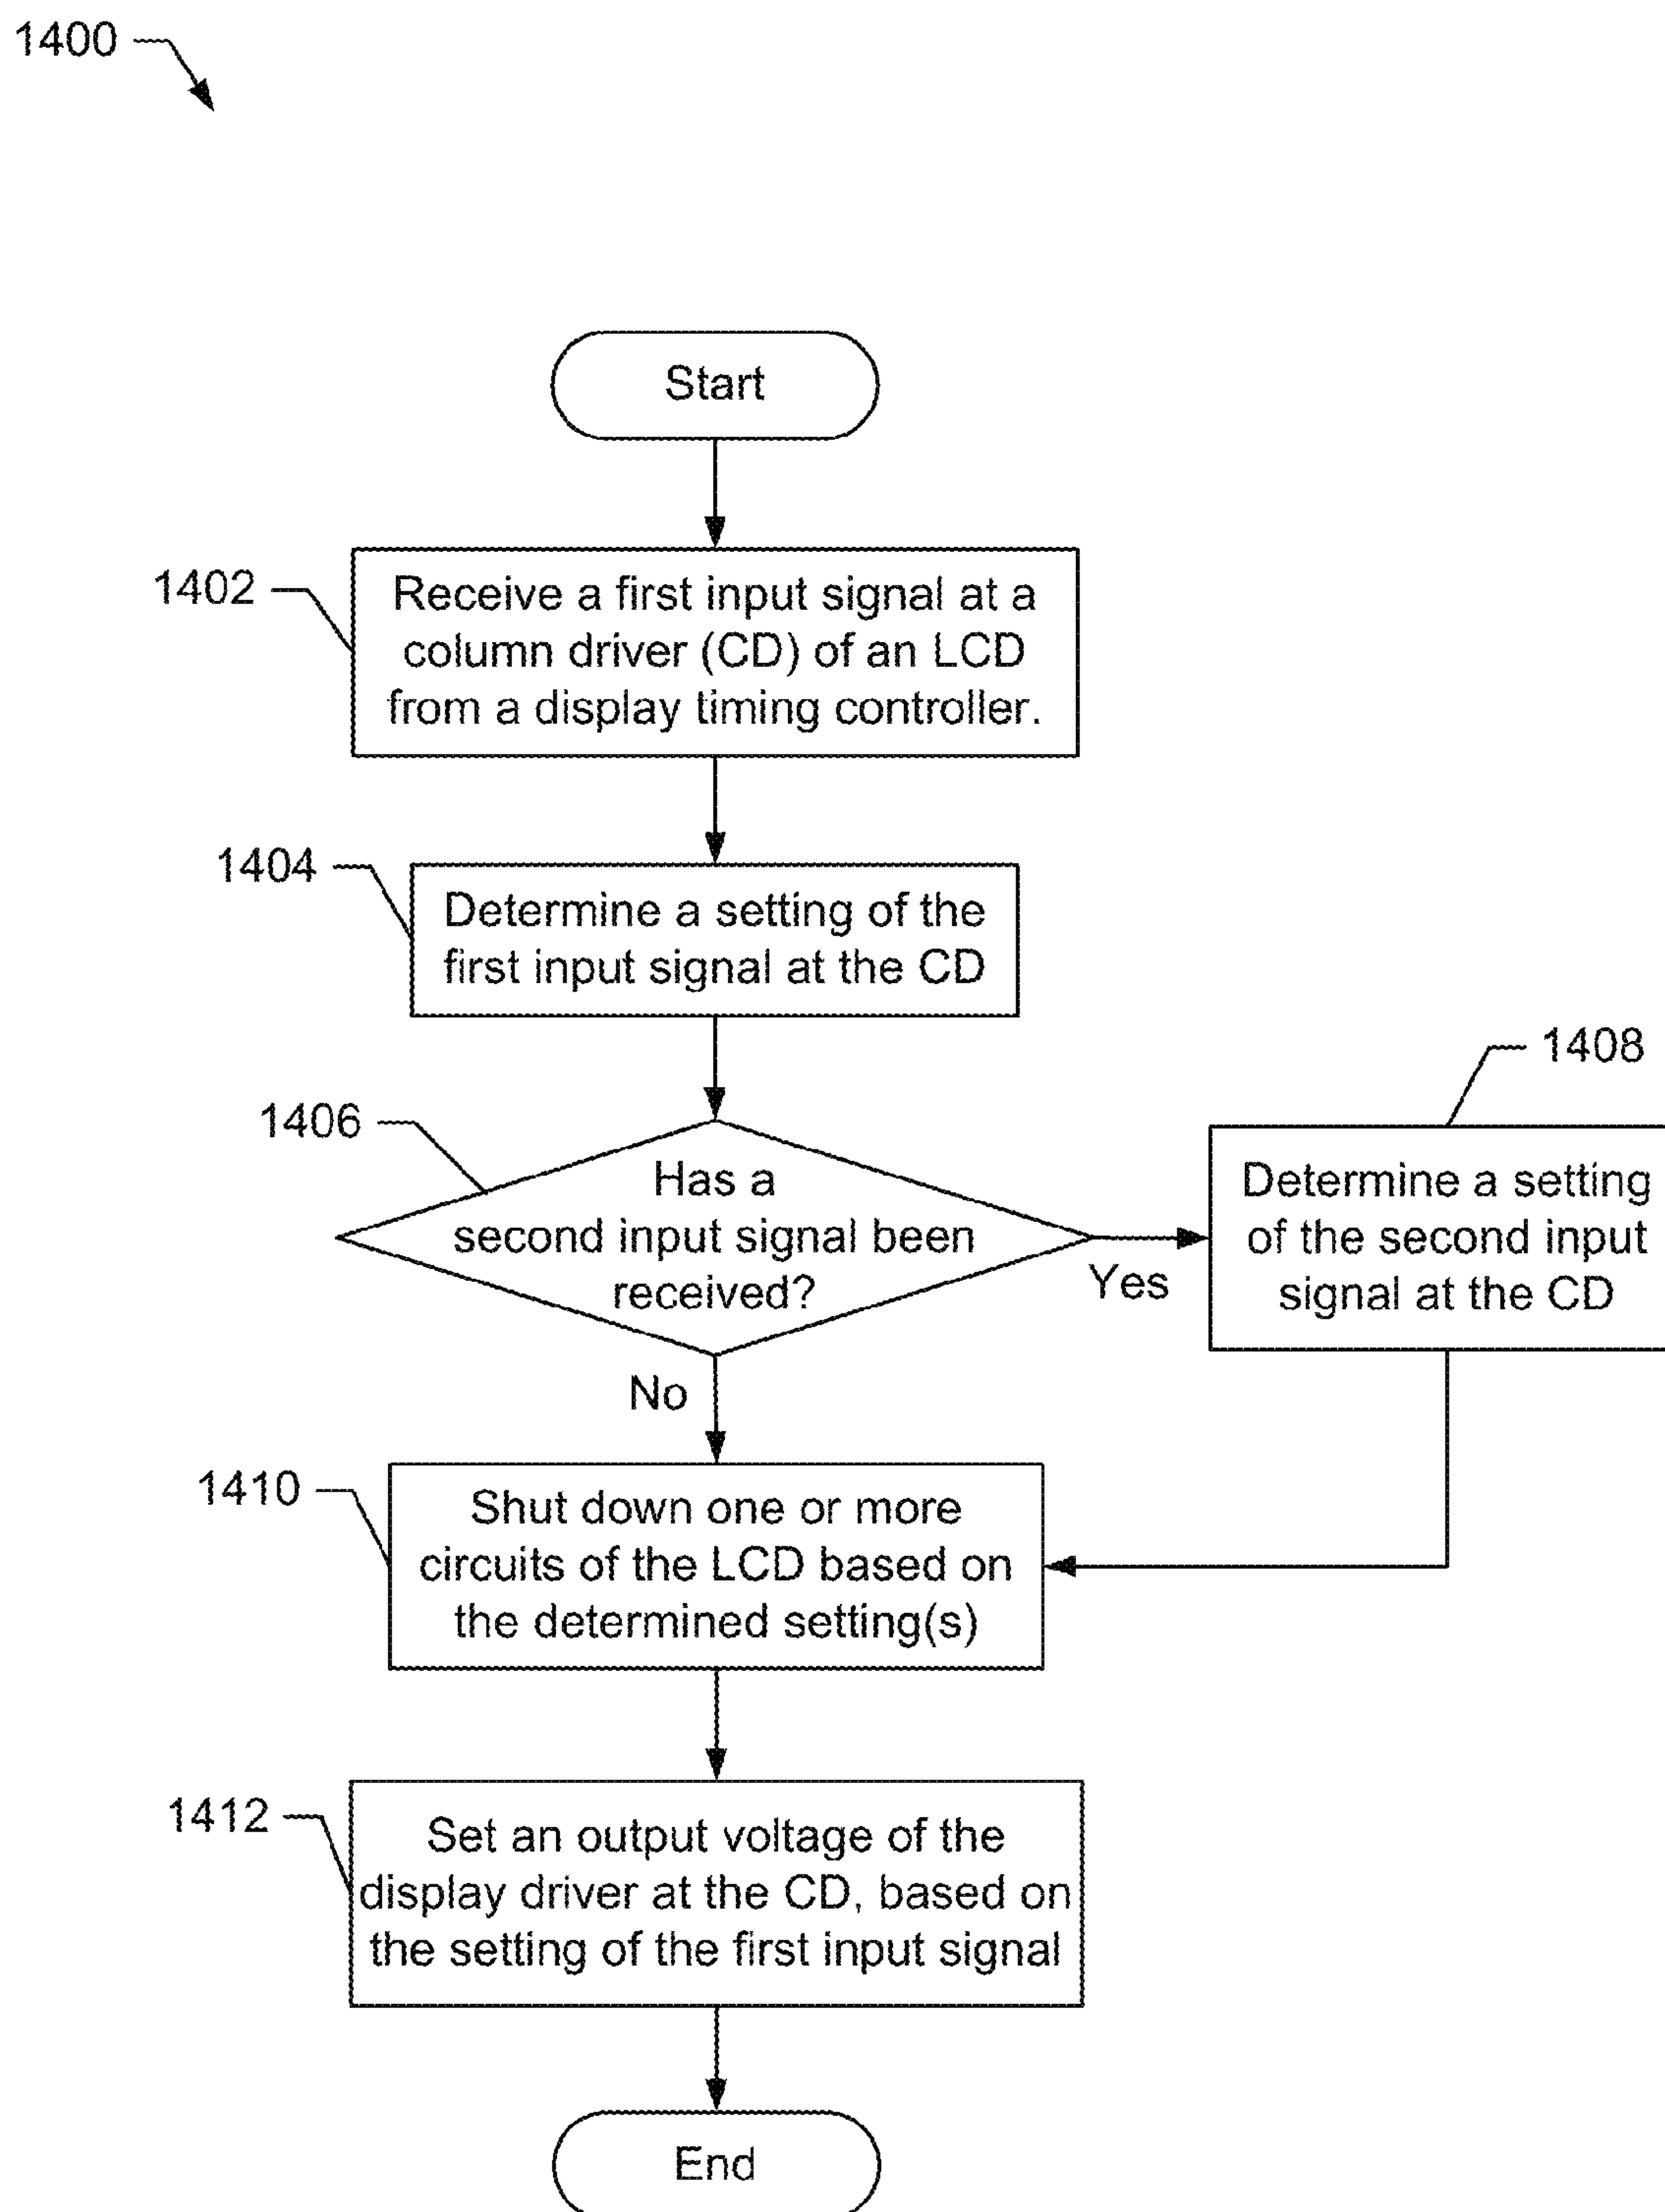 1400
Start
1402
Receive a first input signal at a
column driver (CD) of an LCD
from a display timing controller.
1404
Determine a setting of the
first input signal at the CD
1406
Has a
second input signal been
received?
Yes
1408
Determine a setting
of the second input
signal at the CD
No
1410
Shut down one or more
circuits of the LCD based on
the determined setting(s)
1412
Set an output voltage of the
display driver at the CD, based on
the setting of the first input signal
End